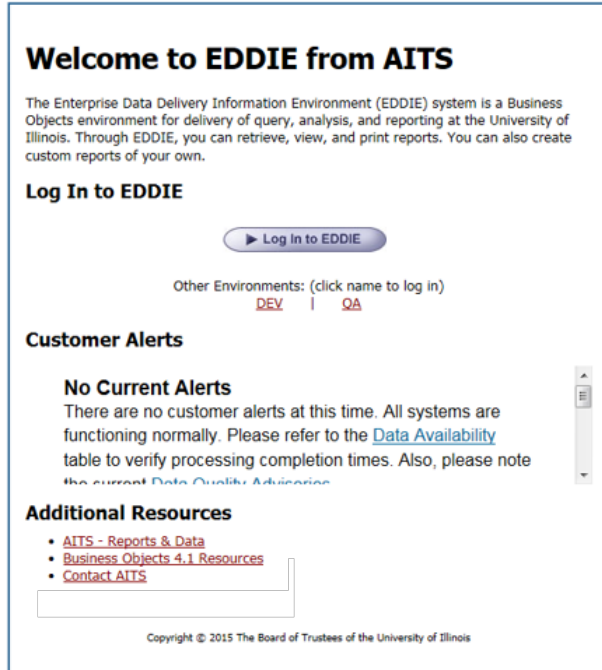 Welcome to EDDIE from AITS
The Enterprise Data Delivery Information Environment (EDDIE) system is a Business
Objects environment for delivery of query, analysis, and reporting at the University of
Illinois. Through EDDIE, you can retrieve, view, and print reports. You can also create
custom reports of your own.
Log In to EDDIE
Log In to EDDIE
Other Environments: (click name to log in)
DEV | QA
Customer Alerts
No Current Alerts
There are no customer alerts at this time. All systems are
functioning normally. Please refer to the Data Availability
table to verify processing completion times. Also, please note
the current Data Quality Advisories
Additional Resources
• AITS - Reports & Data
• Business Objects 4.1 Resources
• Contact AITS
Copyright © 2015 The Board of Trustees of the University of Illinois